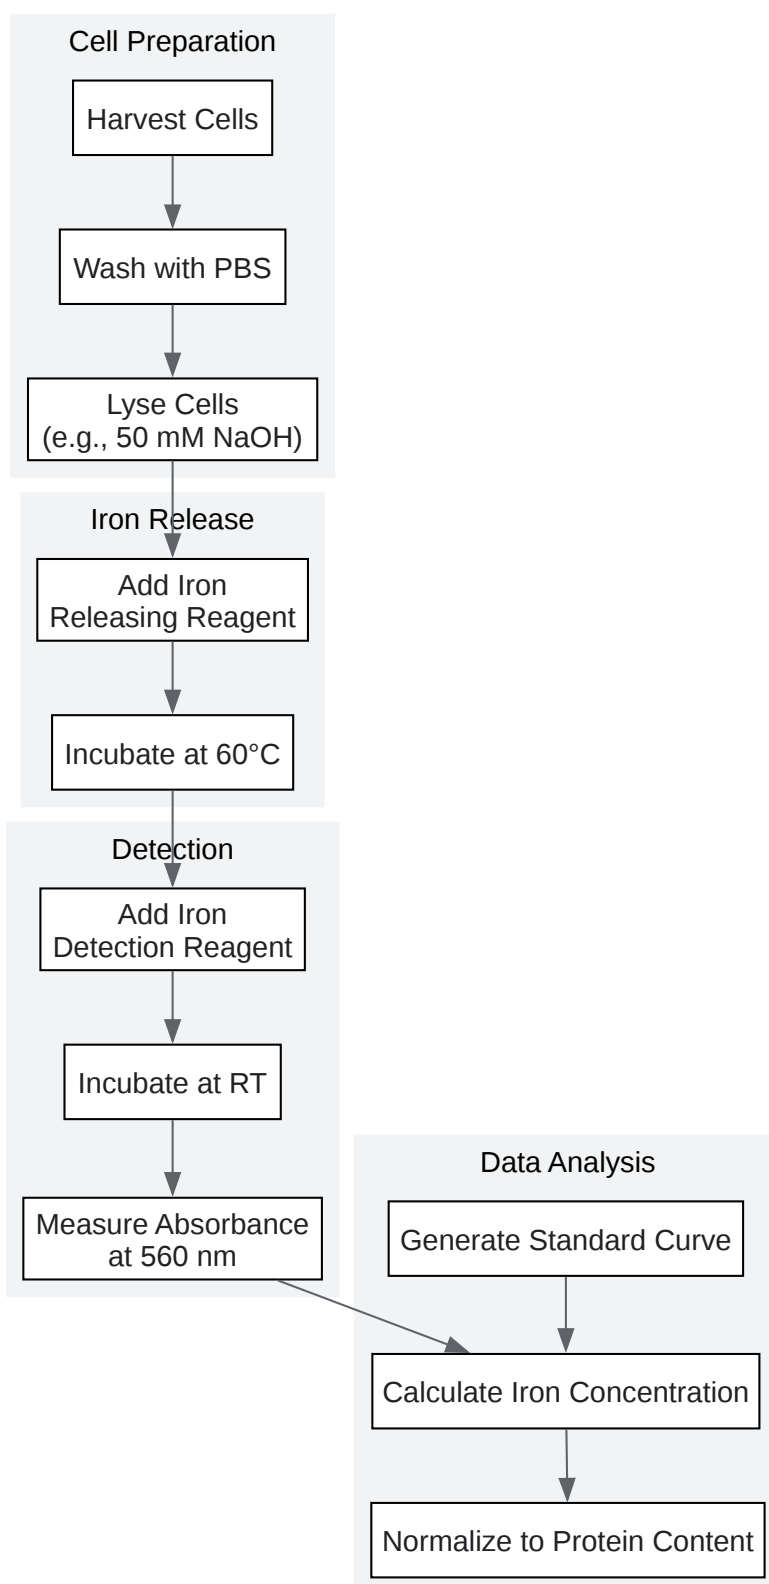 Cell Preparation
Harvest Cells
Wash with PBS
Lyse Cells
(e.g., 50 mM NaOH)
Iron Release
Add Iron
Releasing Reagent
Incubate at 60°C
Detection
Add Iron
Detection Reagent
Incubate at RT
Measure Absorbance
at 560 nm
Data Analysis
Generate Standard Curve
Calculate Iron Concentration
Normalize to Protein Content